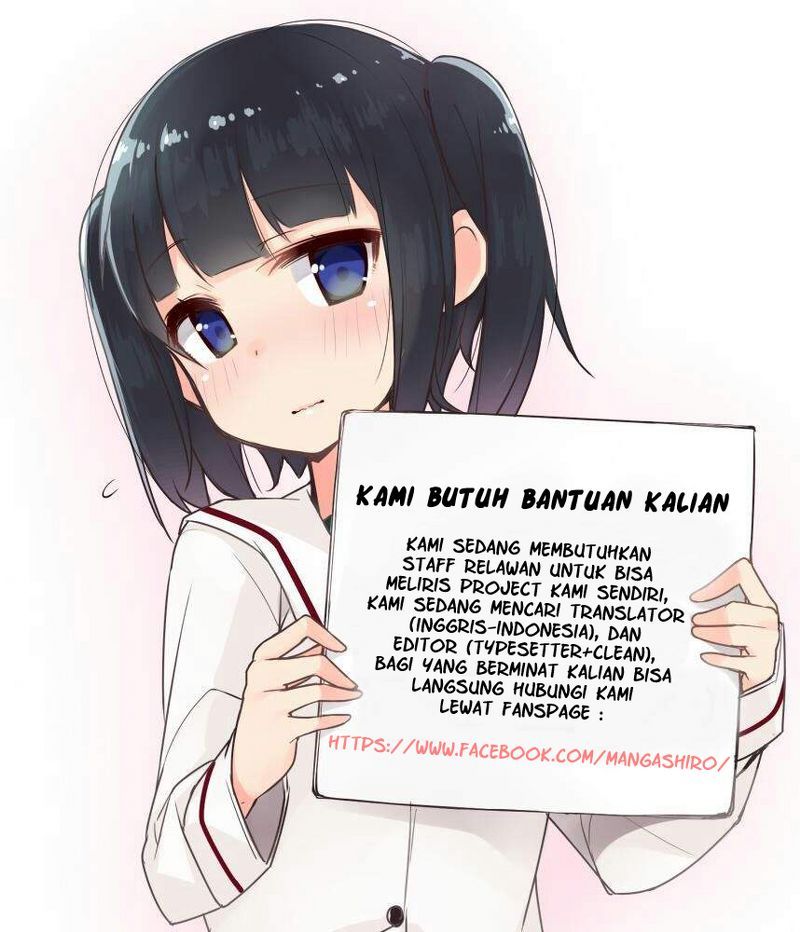 KAMI BUTUH BANTUAN KALIAN
KAMI SEDANG MEMBUTUHKAN
STAFF RELAWAN UNTUK BISA
MELIRIS PROJECT KAMI SENDIRI,
KAMI SEDANG MENCARI TRANSLATOR
(INGGRIS-INDONESIA), DAN
EDITOR (TYPESETTER+CLEAN),
BAGI YANG BERMINAT KALIAN BISA
LANGSUNG HUBUNGI KAMI
LEWAT FANSPAGE :
HTTPS://WWW.FACEBOOK.COM/MANGASHIRO/